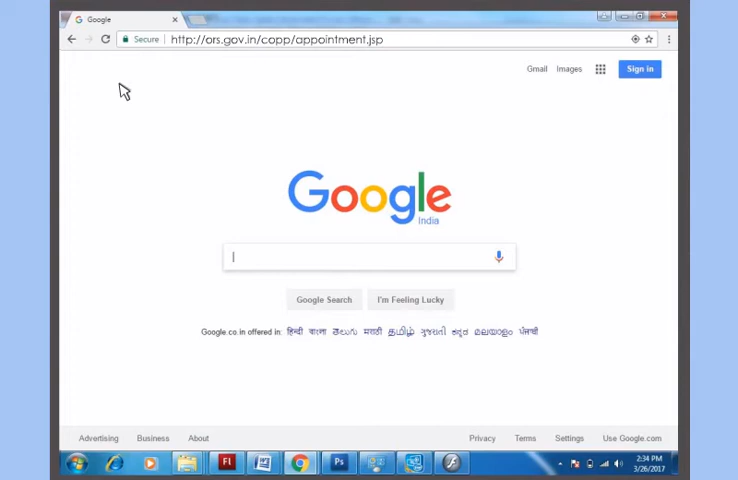 Google
Secure http://ors.gov.in/copp/appointment.jsp
Gmail Images Sign in
Google
India
Google Search I'm Feeling Lucky
Google.co.in offered in: हिन्दी বাংলা తెలుగు मराठी தமிழ் ગુજરાતી ಕನ್ನಡ മലയാളം ਪੰਜਾਬੀ
Advertising Business About Privacy Terms Settings Use Google.com
Fl Ps
2:34 PM
3/26/2017